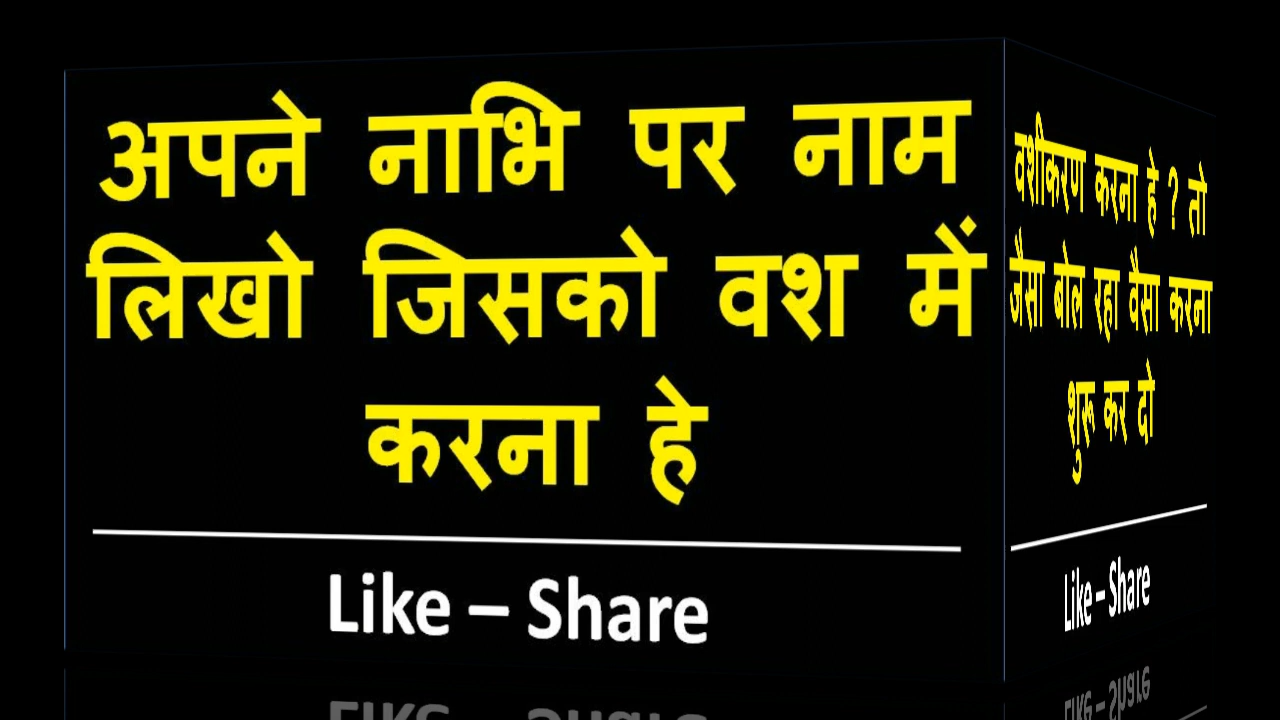 अपने नाभि पर नाम
लिखो जिसको वश में
करना हे
Like – Share
वशीकरण करना हे ? तो
जैसा बोल रहा वैसा करना
शुरू कर दो
Like – Share